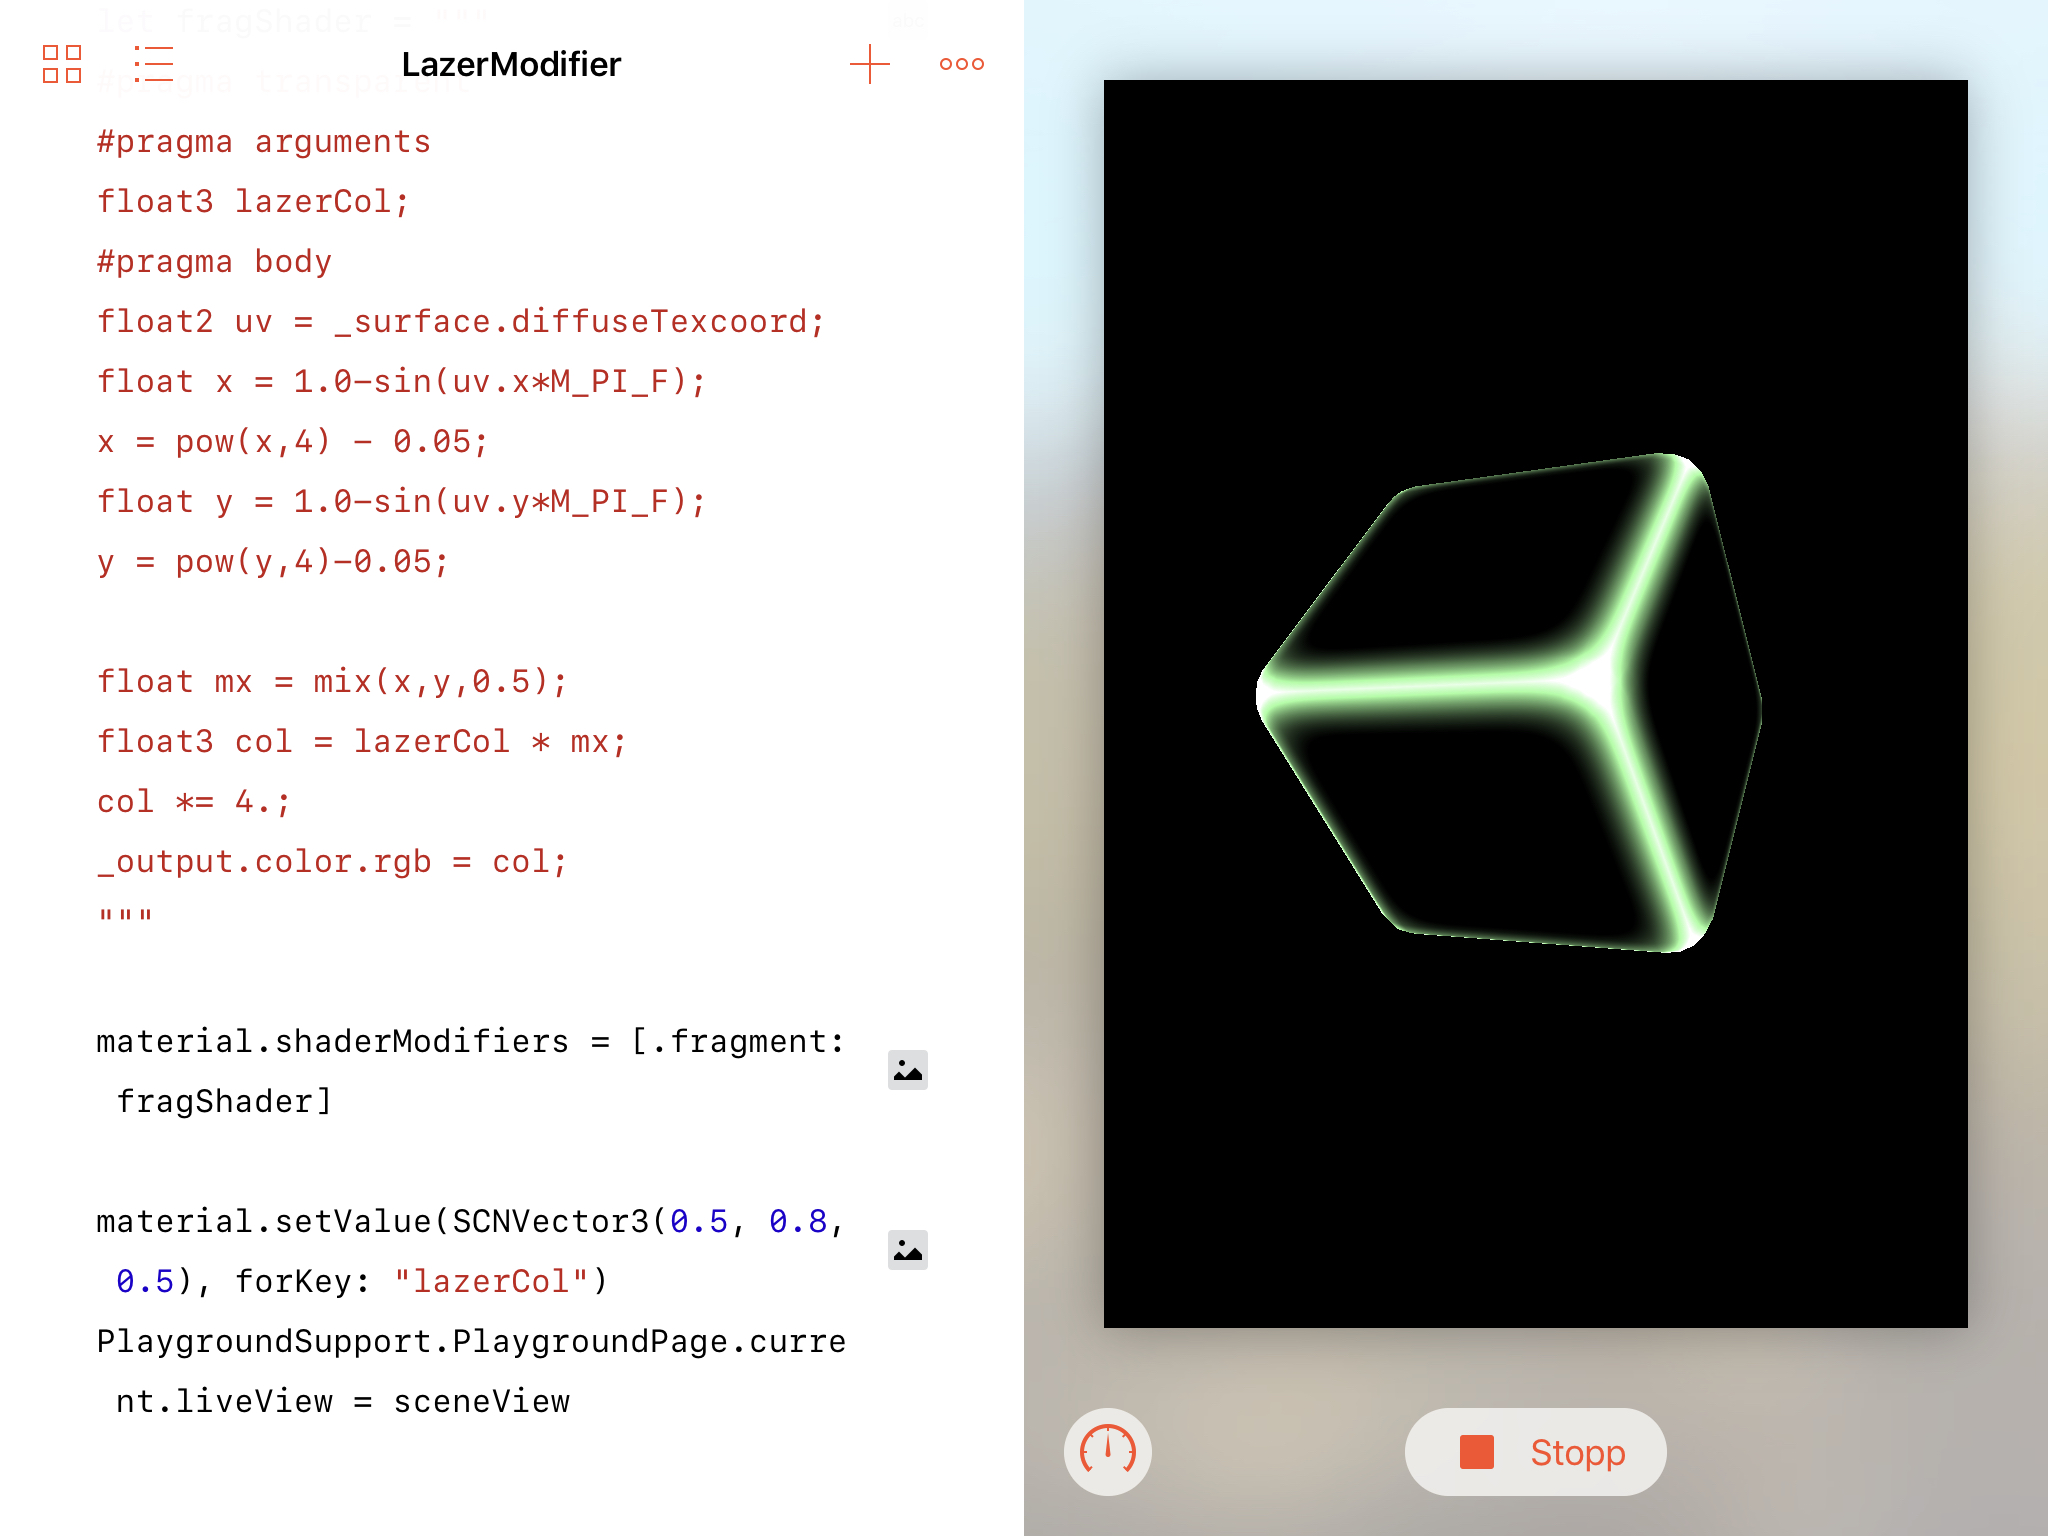 let fragShader = """
LazerModifier
#pragma transparent
#pragma arguments
float3 lazerCol;
#pragma body
float2 uv = _surface.diffuseTexcoord;
float x = 1.0-sin(uv.x*M_PI_F);
x = pow(x,4) - 0.05;
float y = 1.0-sin(uv.y*M_PI_F);
y = pow(y,4)-0.05;
float mx = mix(x,y,0.5);
float3 col = lazerCol * mx;
col *= 4.;
_output.color.rgb = col;
"""
material.shaderModifiers = [.fragment:
fragShader]
material.setValue(SCNVector3(0.5, 0.8,
0.5), forKey: "lazerCol")
PlaygroundSupport.PlaygroundPage.curre
nt.liveView = sceneView
Stopp